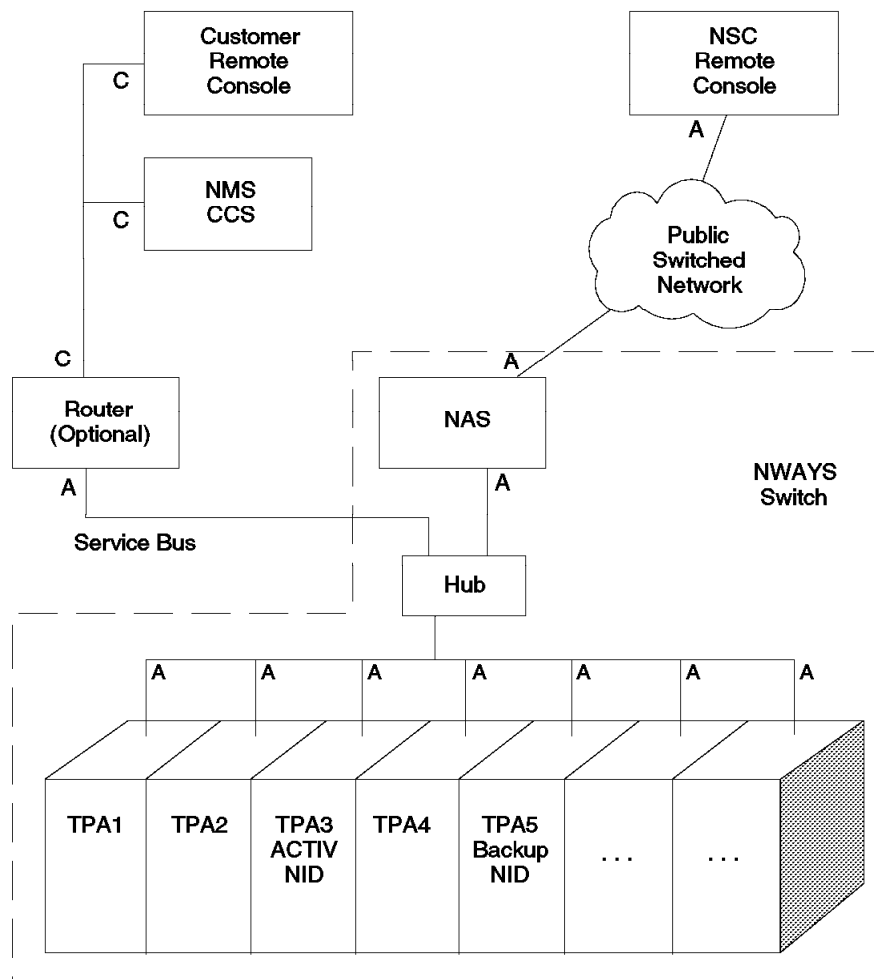 Customer
Remote
Console
NSC
Remote
Console
C
A
NMS
CCS
C
Public
Switched
Network
C
A
Router
(Optional)
NAS
A
A
NWAYS
Switch
Service Bus
Hub
A
A
A
A
A
A
A
TPA1
TPA2
TPA3
ACTIV
NID
TPA4
TPA5
Backup
NID
. . .
. . .